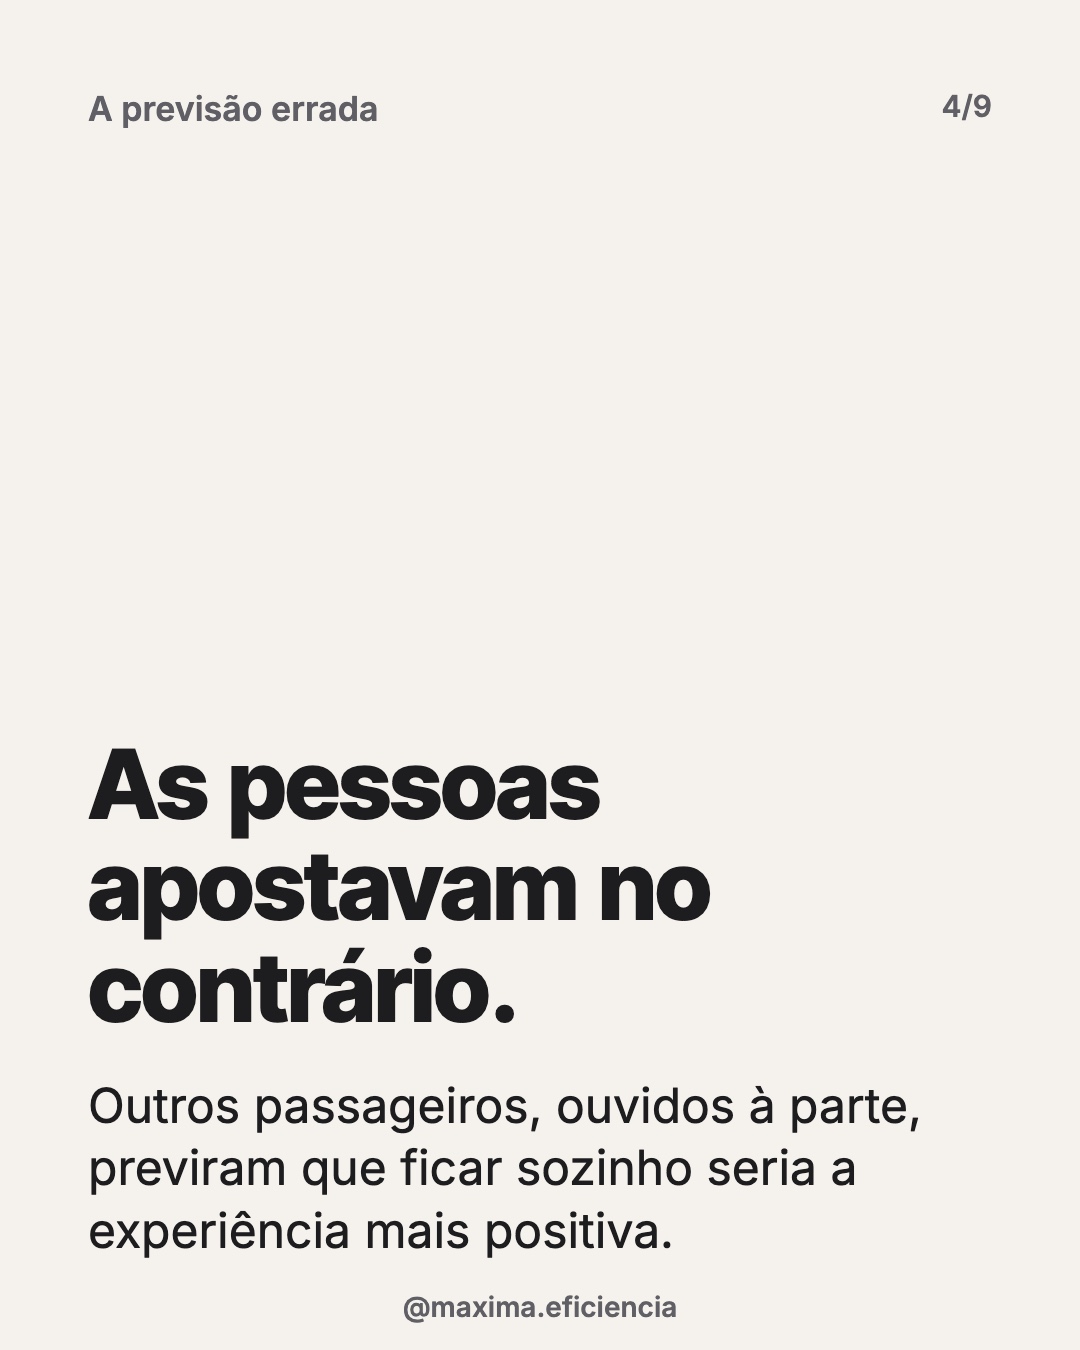 A previsão errada
4/9
As pessoas
apostavam no
contrário.
Outros passageiros, ouvidos à parte,
previram que ficar sozinho seria a
experiência mais positiva.
@maxima.eficiencia